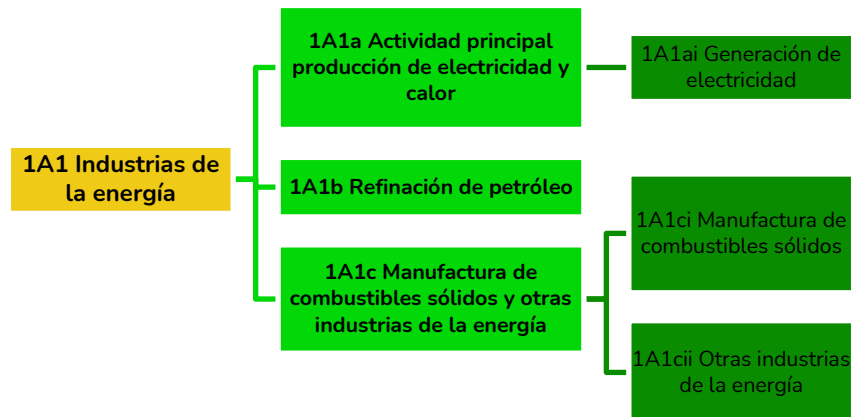 1A1 Industrias de
la energía
1A1a Actividad principal
producción de electricidad y
calor
1A1ai Generación de
electricidad
1A1b Refinación de petróleo
1A1c Manufactura de
combustibles sólidos y otras
industrias de la energía
1A1ci Manufactura de
combustibles sólidos
1A1cii Otras industrias
de la energía